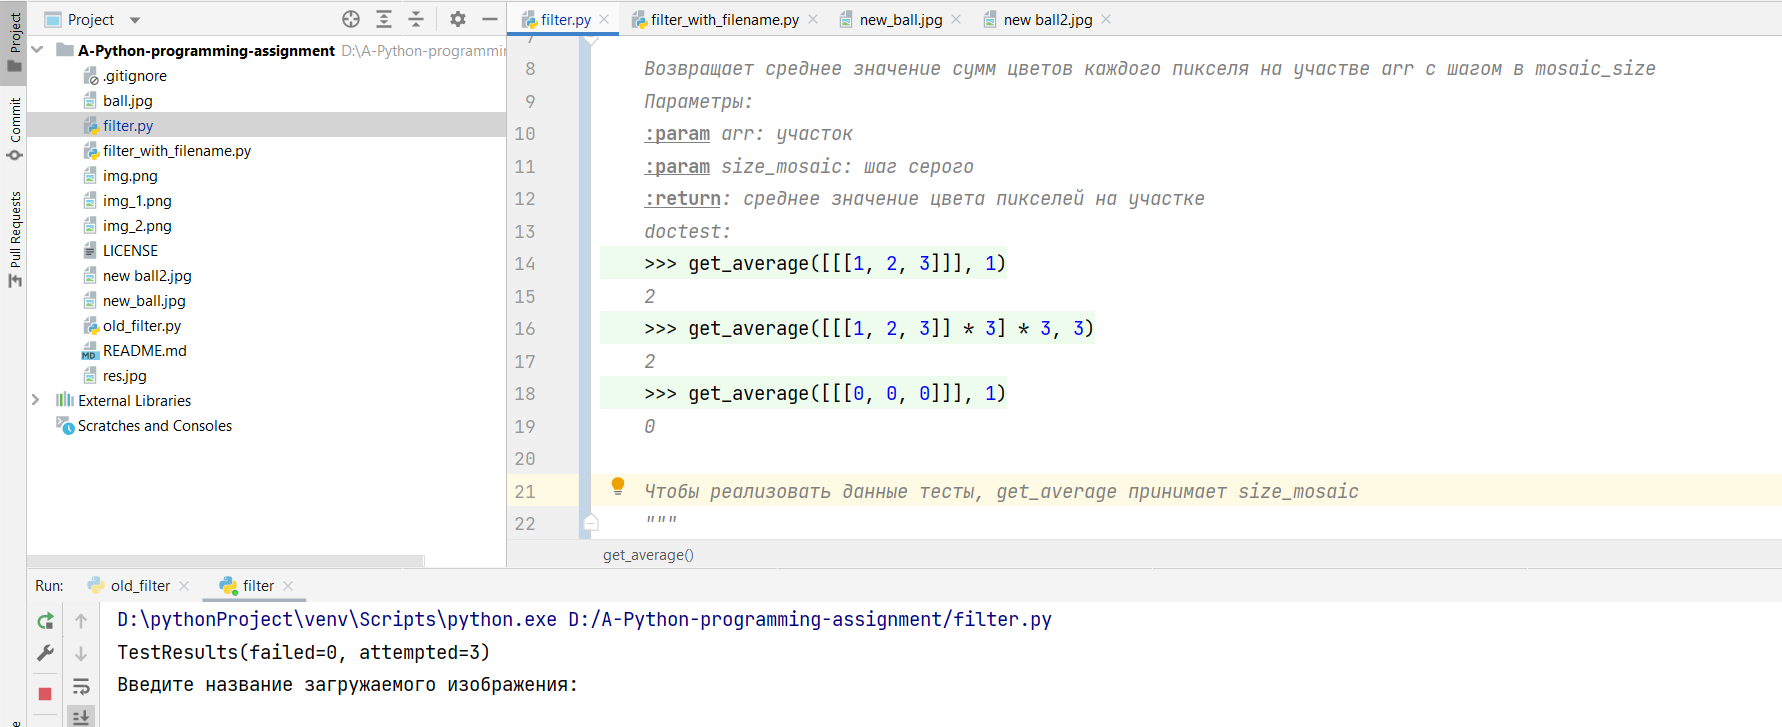 Project
filter.py
filter_with_filename.py
new_ball.jpg
new ball2.jpg
Project
Commit
Pull Requests
A-Python-programming-assignment D:\A-Python-programmin
.gitignore
ball.jpg
filter.py
filter_with_filename.py
img.png
img_1.png
img_2.png
LICENSE
new ball2.jpg
new_ball.jpg
old_filter.py
README.md
res.jpg
External Libraries
Scratches and Consoles
7
8 Возвращает среднее значение сумм цветов каждого пикселя на участве arr с шагом в mosaic_size
9 Параметры:
10 :param arr: участок
11 :param size_mosaic: шаг серого
12 :return: среднее значение цвета пикселей на участке
13 doctest:
14 >>> get_average([[[1, 2, 3]]], 1)
15 2
16 >>> get_average([[[1, 2, 3]] * 3] * 3, 3)
17 2
18 >>> get_average([[[0, 0, 0]]], 1)
19 0
20
21 Чтобы реализовать данные тесты, get_average принимает size_mosaic
22 """
get_average()
Run: old_filter filter
D:\pythonProject\venv\Scripts\python.exe D:/A-Python-programming-assignment/filter.py
TestResults(failed=0, attempted=3)
Введите название загружаемого изображения: